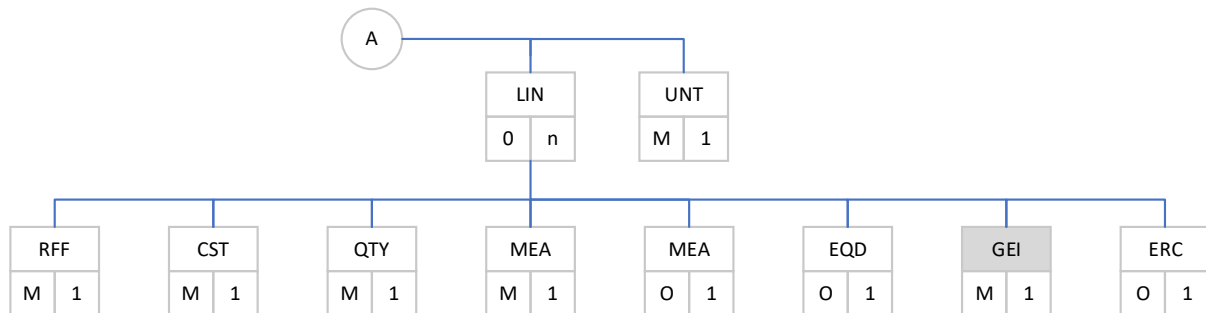 A
LIN UNT
0 n M 1
RFF CST QTY MEA MEA EQD GEI ERC
M 1 M 1 M 1 M 1 O 1 O 1 M 1 O 1